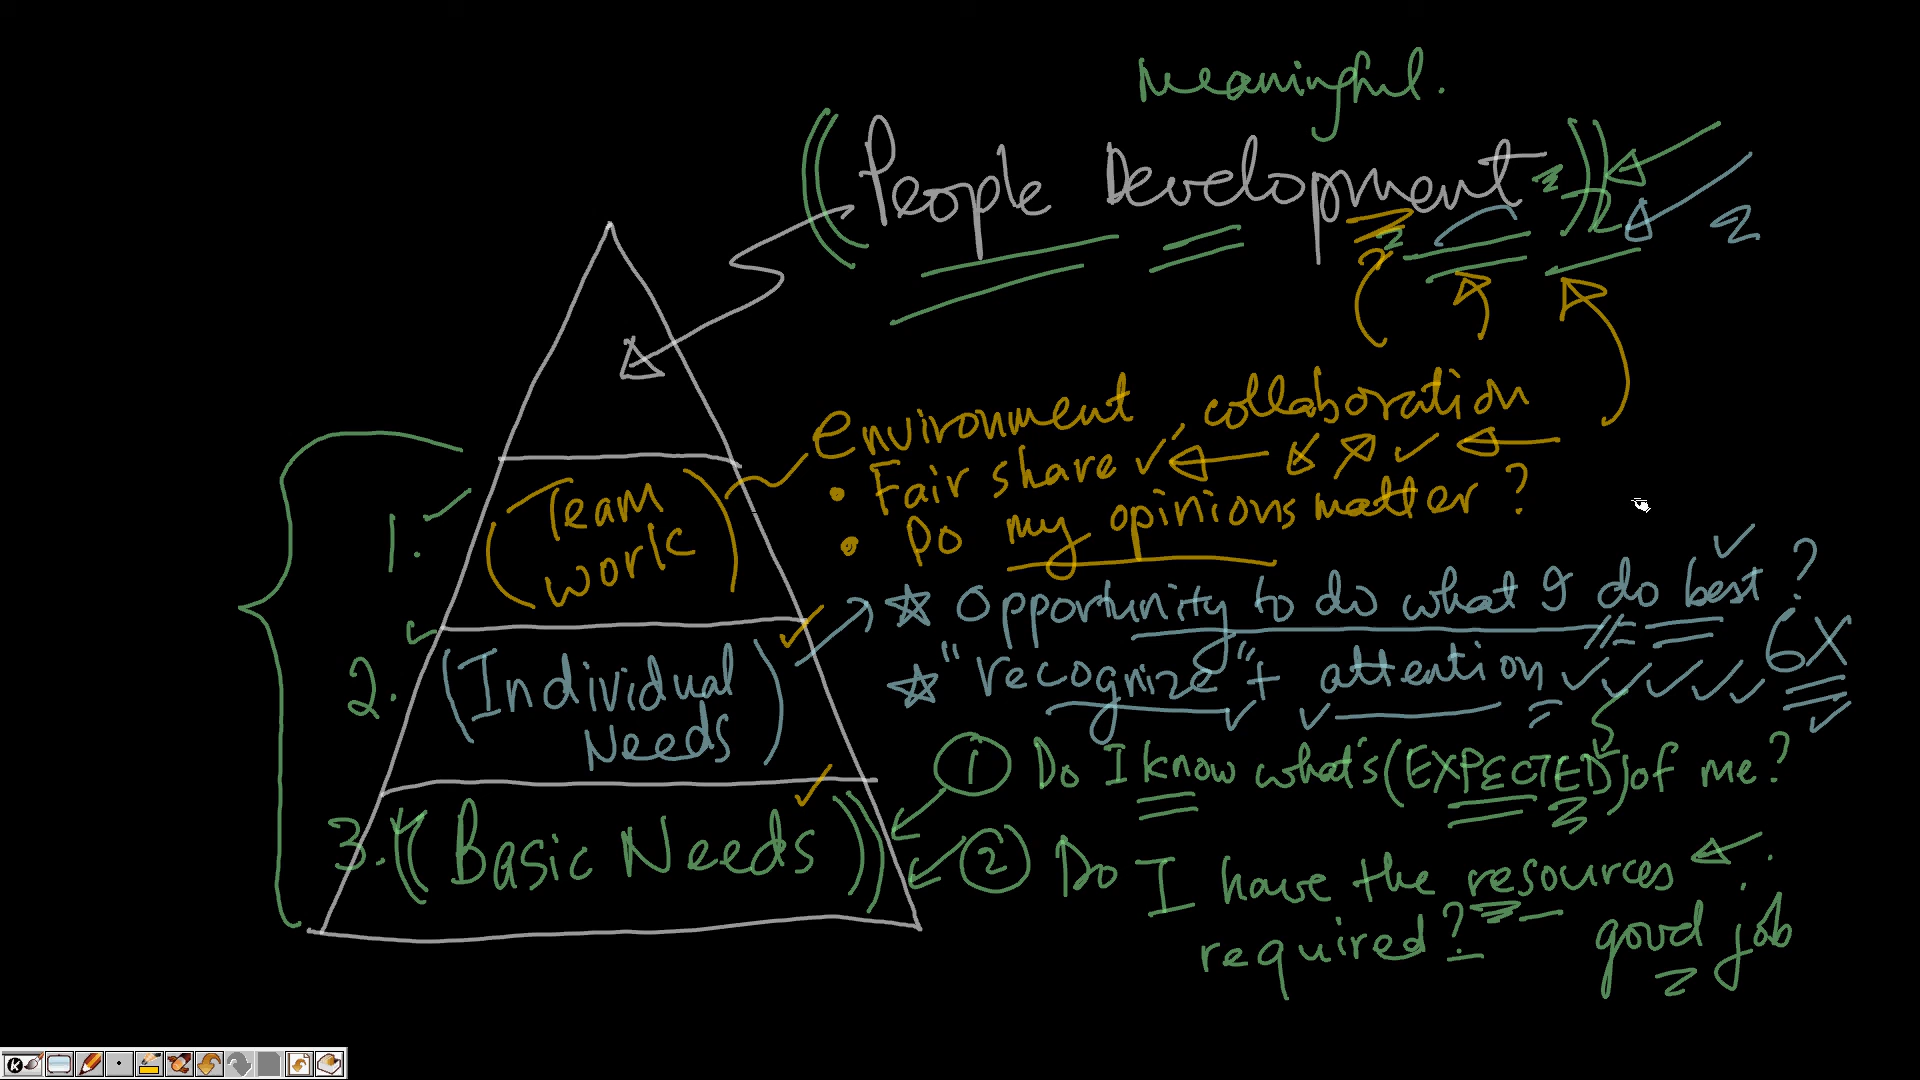 Meaningful.
(People Development)
Environment, collaboration
• Fair share
• Do my opinions matter?
1. (Team
work)
Opportunity to do what I do best?
"recognize" + attention
6X
2. (Individual
Needs)
1 Do I know what's (EXPECTED) of me?
3. ((Basic Needs))
2 Do I have the resources
required?
good job